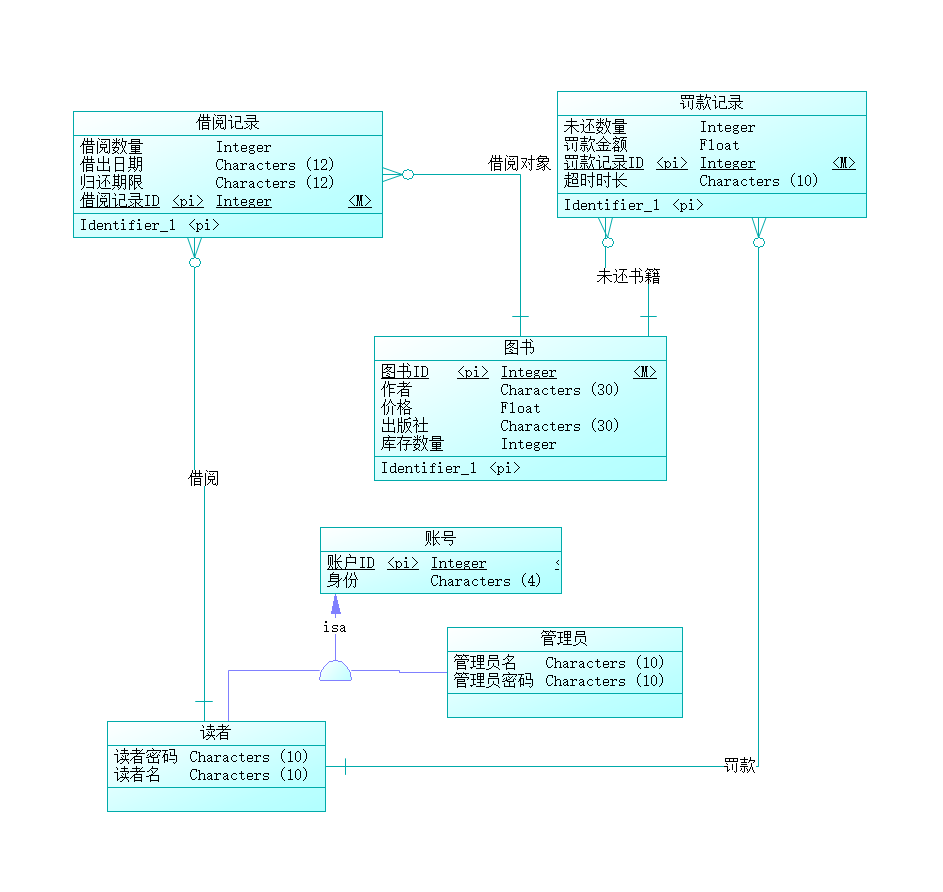 借阅记录
借阅数量 Integer
借出日期 Characters (12)
归还期限 Characters (12)
借阅记录ID <pi> Integer <M>
Identifier_1 <pi>
罚款记录
未还数量 Integer
罚款金额 Float
罚款记录ID <pi> Integer <M>
超时时长 Characters (10)
Identifier_1 <pi>
借阅对象
未还书籍
图书
图书ID <pi> Integer <M>
作者 Characters (30)
价格 Float
出版社 Characters (30)
库存数量 Integer
Identifier_1 <pi>
借阅
账号
账户ID <pi> Integer <
身份 Characters (4)
isa
管理员
管理员名 Characters (10)
管理员密码 Characters (10)
读者
读者密码 Characters (10)
读者名 Characters (10)
罚款